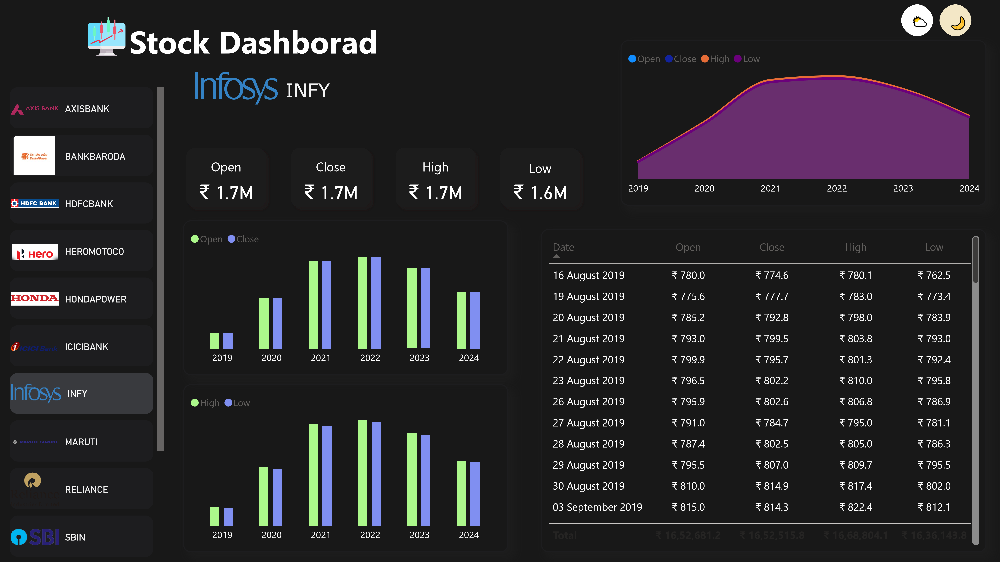 Stock Dashborad
Infosys INFY
AXIS BANK AXISBANK
बैंक ऑफ़ बड़ौदा
Bank of Baroda
BANKBARODA
HDFC BANK HDFCBANK
Hero HEROMOTOCO
HONDA HONDAPOWER
ICICI Bank ICICIBANK
Infosys INFY
MARUTI SUZUKI MARUTI
RELIANCE
SBI SBIN
Open
₹ 1.7M
Close
₹ 1.7M
High
₹ 1.7M
Low
₹ 1.6M
Open Close High Low
2019 2020 2021 2022 2023 2024
Open Close
2019 2020 2021 2022 2023 2024
High Low
2019 2020 2021 2022 2023 2024
Date Open Close High Low
16 August 2019 ₹ 780.0 ₹ 774.6 ₹ 780.1 ₹ 762.5
19 August 2019 ₹ 775.6 ₹ 777.7 ₹ 783.0 ₹ 773.4
20 August 2019 ₹ 785.2 ₹ 792.8 ₹ 798.0 ₹ 783.9
21 August 2019 ₹ 793.0 ₹ 799.5 ₹ 803.8 ₹ 793.0
22 August 2019 ₹ 799.9 ₹ 795.7 ₹ 801.3 ₹ 792.4
23 August 2019 ₹ 796.5 ₹ 802.2 ₹ 810.0 ₹ 795.8
26 August 2019 ₹ 795.9 ₹ 802.6 ₹ 806.8 ₹ 786.9
27 August 2019 ₹ 791.0 ₹ 784.7 ₹ 795.0 ₹ 781.1
28 August 2019 ₹ 787.4 ₹ 802.5 ₹ 805.0 ₹ 786.3
29 August 2019 ₹ 795.5 ₹ 807.0 ₹ 809.7 ₹ 795.5
30 August 2019 ₹ 810.0 ₹ 814.9 ₹ 817.4 ₹ 802.0
03 September 2019 ₹ 815.0 ₹ 814.3 ₹ 822.4 ₹ 812.1
Total ₹ 16,52,681.2 ₹ 16,52,515.8 ₹ 16,68,804.1 ₹ 16,36,143.8